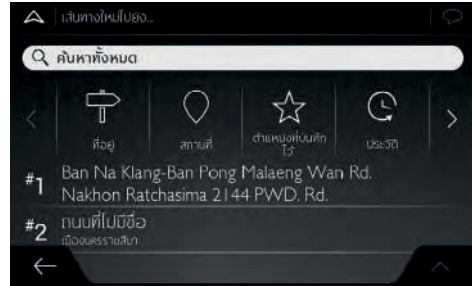 เส้นทางใหม่ไปยัง...
ค้นหาทั้งหมด
ที่อยู่
สถานที่
ตำแหน่งที่บันทึก
ไว้
ประวัติ
#1 Ban Na Klang-Ban Pong Malaeng Wan Rd.
Nakhon Ratchasima 2144 PWD. Rd.
#2 ถนนที่ไม่มีชื่อ
เมืองนครราชสีมา